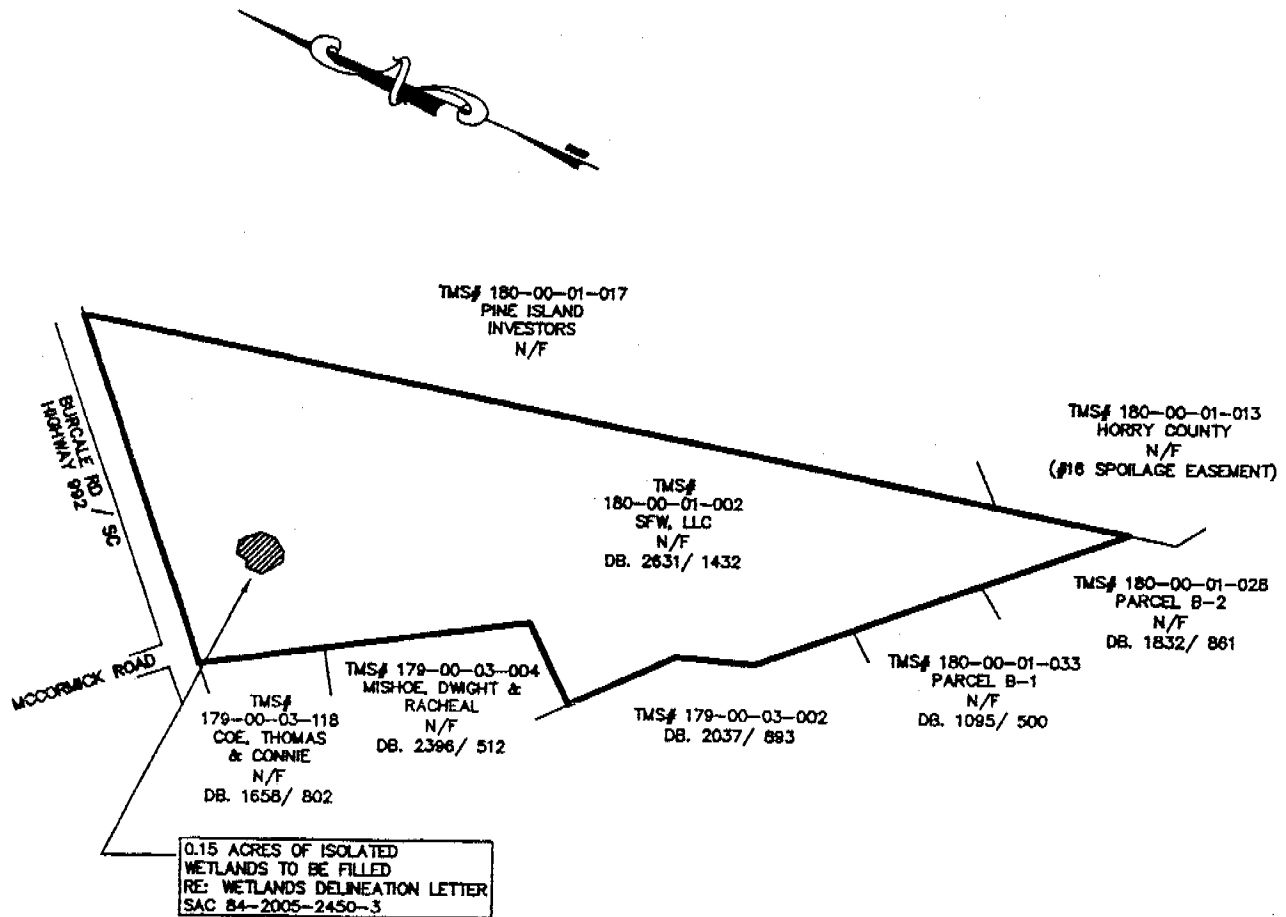 TMS# 180-00-01-017
PINE ISLAND
INVESTORS
N/F
TMS# 180-00-01-013
HORRY COUNTY
N/F
(#16 SPOILAGE EASEMENT)
BURCALE RD / SC
HIGHWAY 992
TMS#
180-00-01-002
SFW, LLC
N/F
DB. 2631/ 1432
TMS# 180-00-01-028
PARCEL B-2
N/F
DB. 1832/ 861
TMS# 180-00-01-033
PARCEL B-1
N/F
DB. 1095/ 500
MCCORMICK ROAD
TMS# 179-00-03-004
MISHOE, DWIGHT &
RACHEAL
N/F
DB. 2396/ 512
TMS# 179-00-03-002
DB. 2037/ 893
TMS#
179-00-03-118
COE, THOMAS
& CONNIE
N/F
DB. 1658/ 802
0.15 ACRES OF ISOLATED
WETLANDS TO BE FILLED
RE: WETLANDS DELINEATION LETTER
SAC 84-2005-2450-3